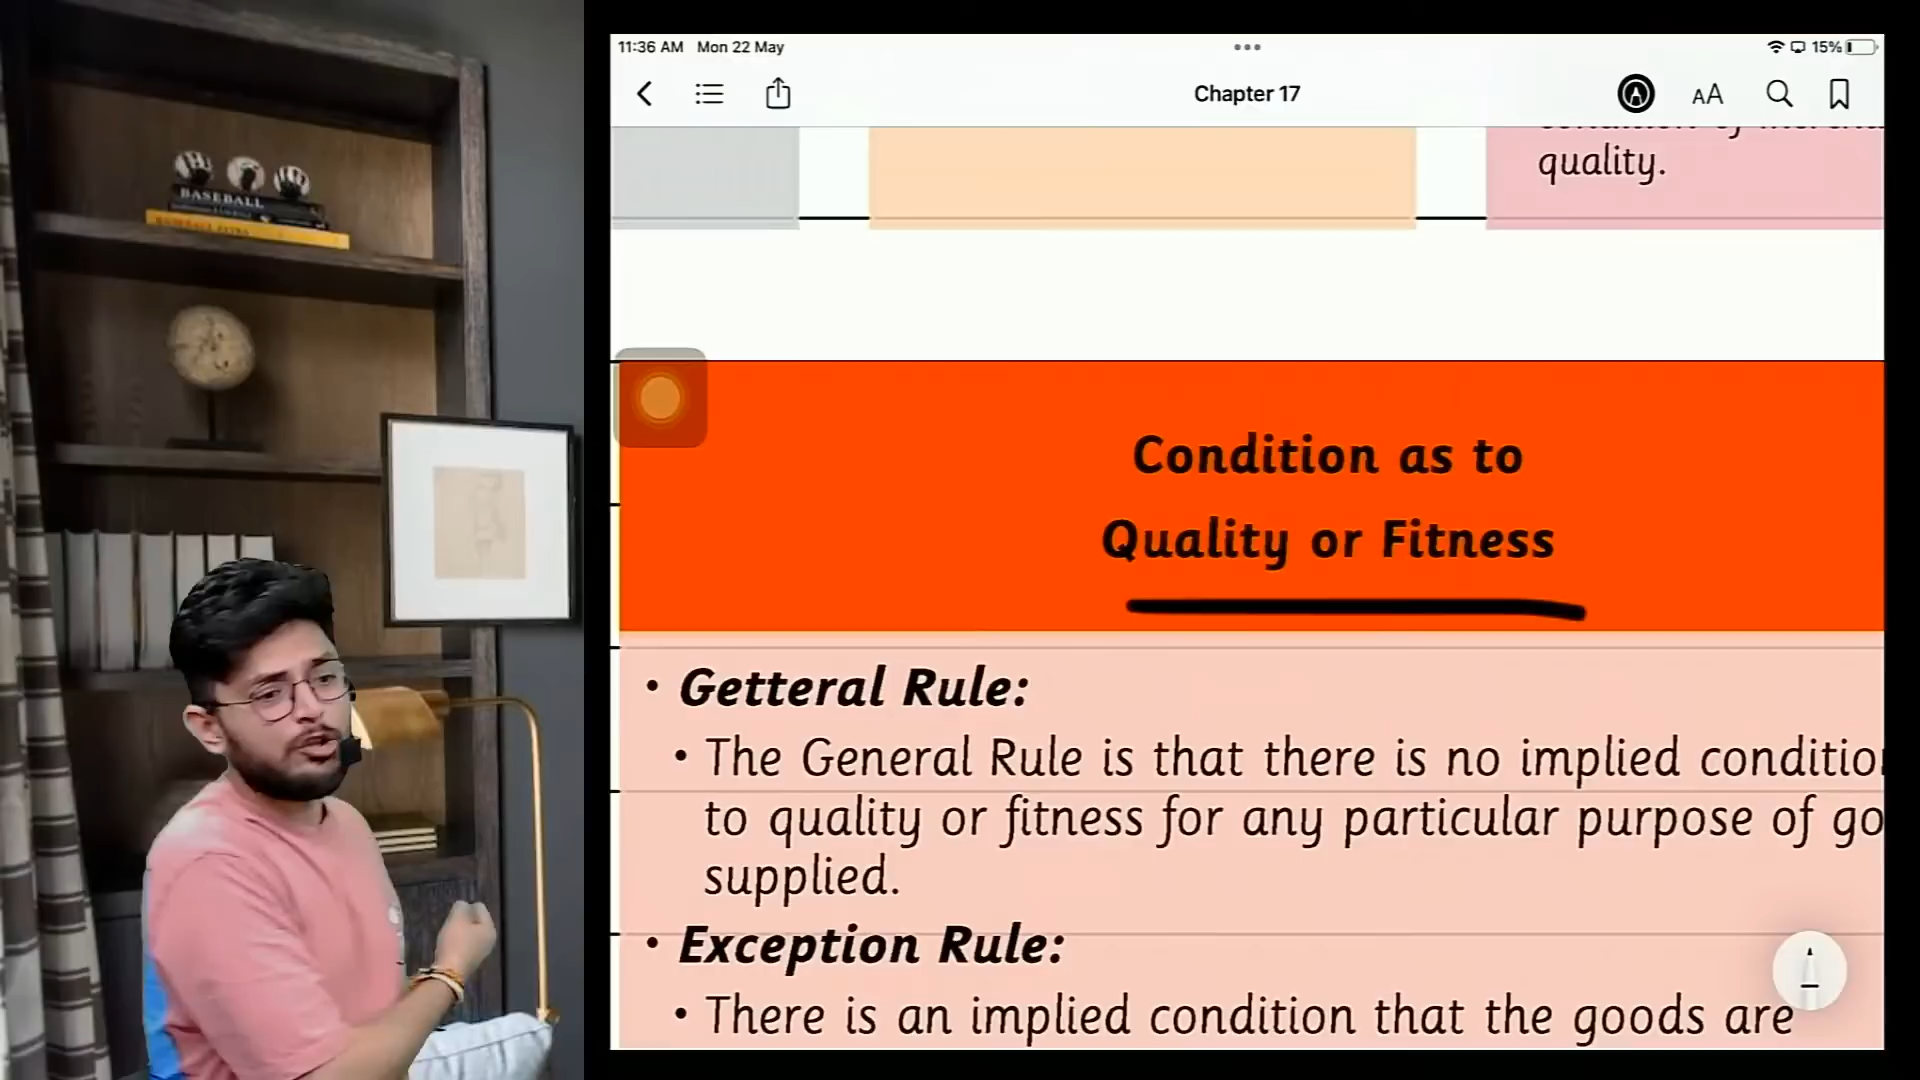 11:36 AM Mon 22 May
15%
Chapter 17
AA
quality.
BASEBALL
Condition as to
Quality or Fitness
• Getteral Rule:
• The General Rule is that there is no implied conditio
to quality or fitness for any particular purpose of go
supplied.
• Exception Rule:
• There is an implied condition that the goods are